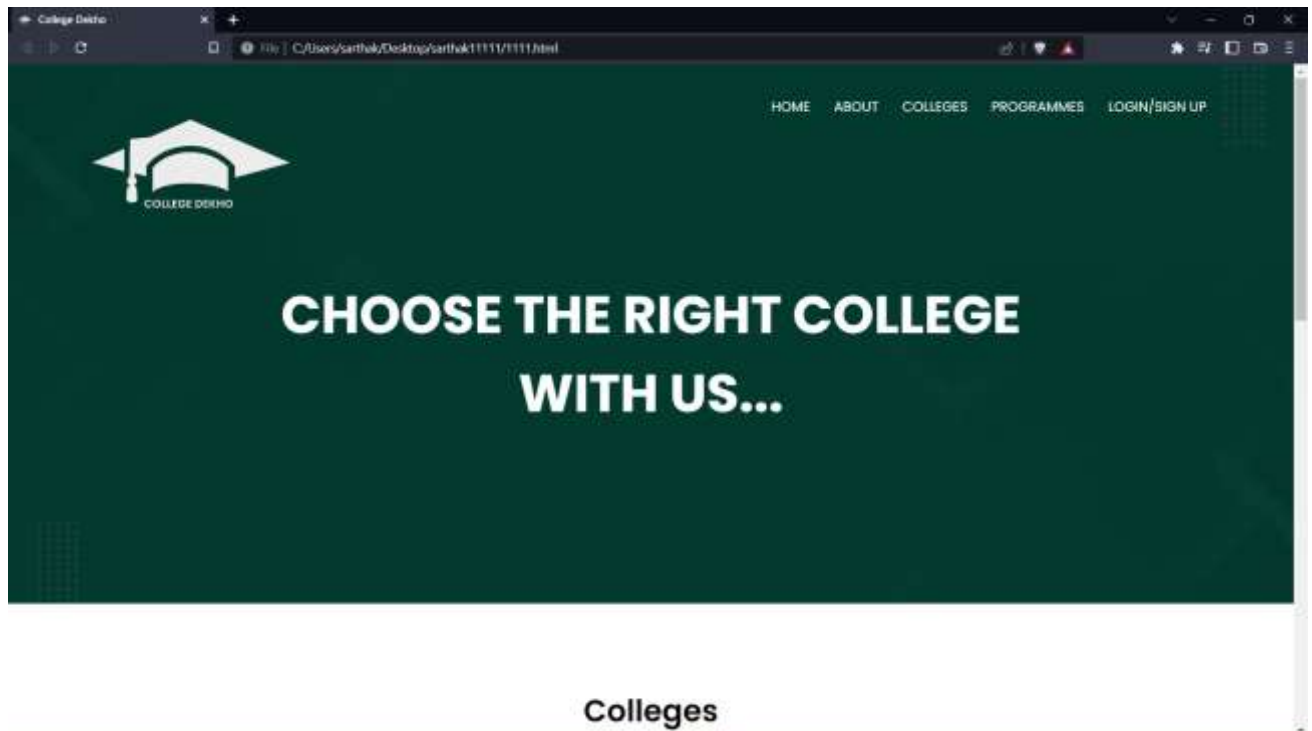 College Dekho
File | C:/Users/sarthak/Desktop/sarthak11111/1111.html
HOME ABOUT COLLEGES PROGRAMMES LOGIN/SIGN UP
COLLEGE DEKHO
CHOOSE THE RIGHT COLLEGE
WITH US...
Colleges